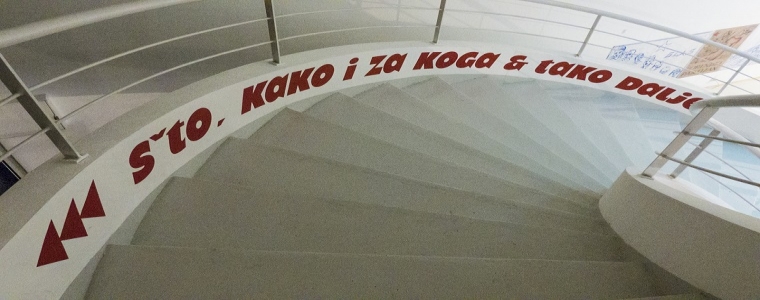 Što, kako i za koga & tako dalje